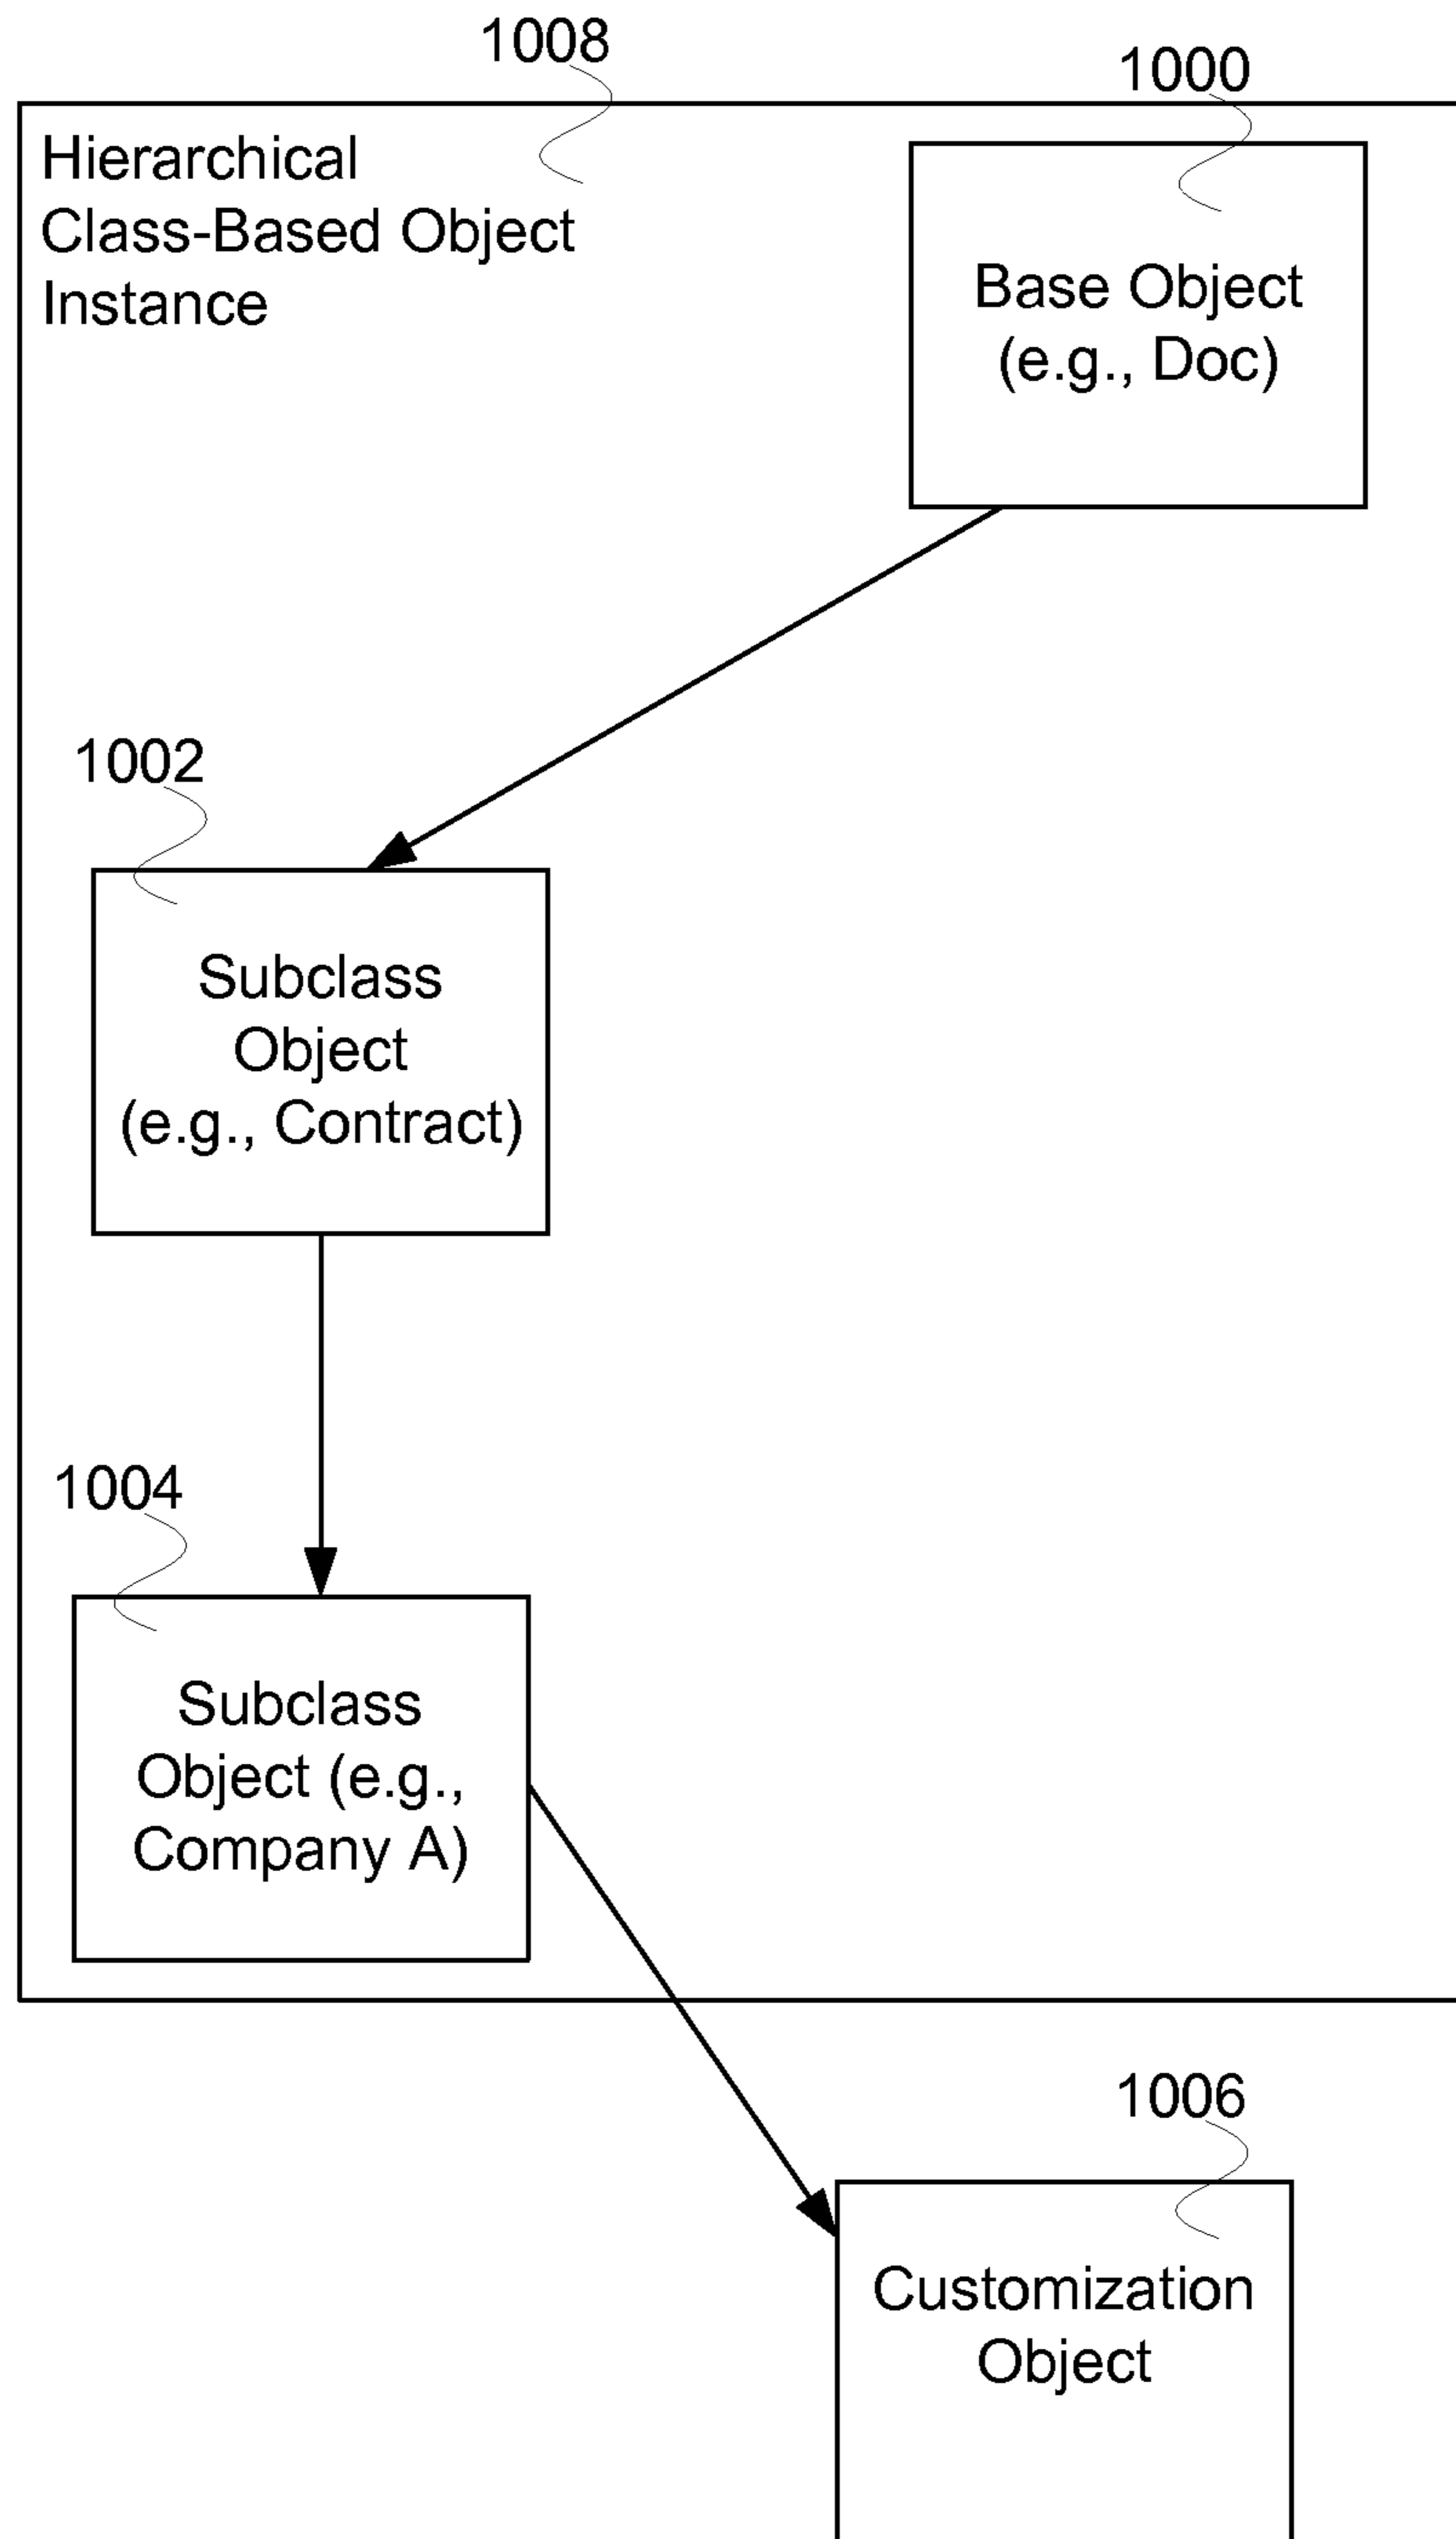 1008
1000
Hierarchical
Class-Based Object
Instance
Base Object
(e.g., Doc)
1002
Subclass
Object
(e.g., Contract)
1004
Subclass
Object (e.g.,
Company A)
1006
Customization
Object